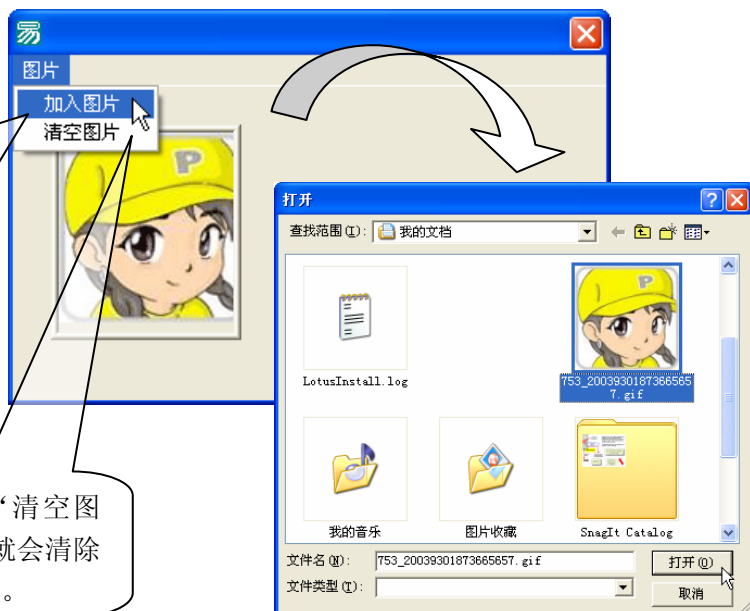 易
图片
加入图片
清空图片
P
打开
查找范围(I): 我的文档
P
LotusInstall.log
753_2003930187366565
7.gif
我的音乐
图片收藏
SnagIt Catalog
文件名(N): 753_20039301873665657.gif 打开(O)
文件类型(T): 取消
“清空图
就会清除
。